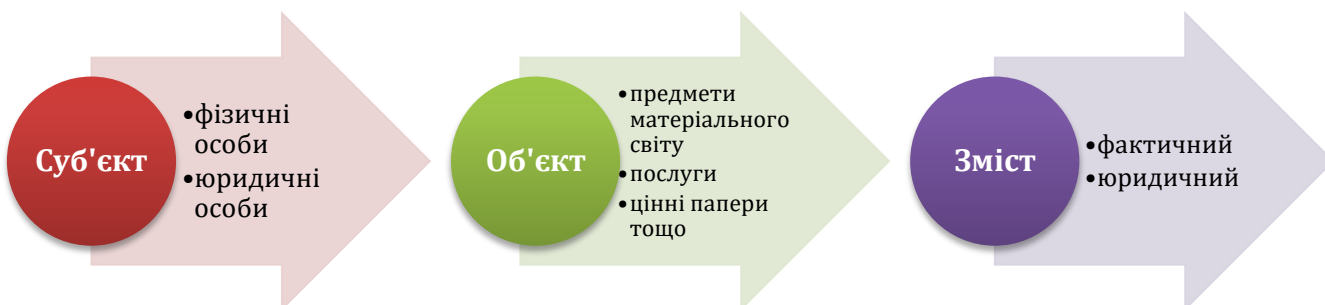 Суб'єкт
•фізичні
особи
•юридичні
особи
Об'єкт
•предмети
матеріального
світу
•послуги
•цінні папери
тощо
Зміст
•фактичний
•юридичний